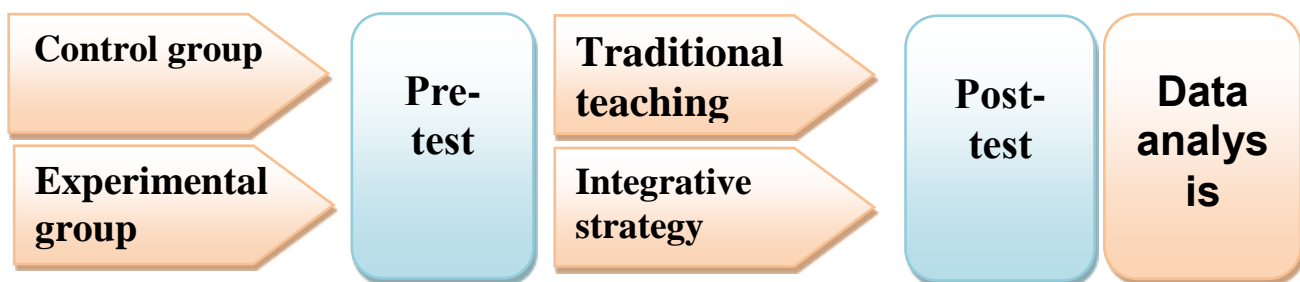 Control group
Experimental
group
Pre-
test
Traditional
teaching
Integrative
strategy
Post-
test
Data
analys
is